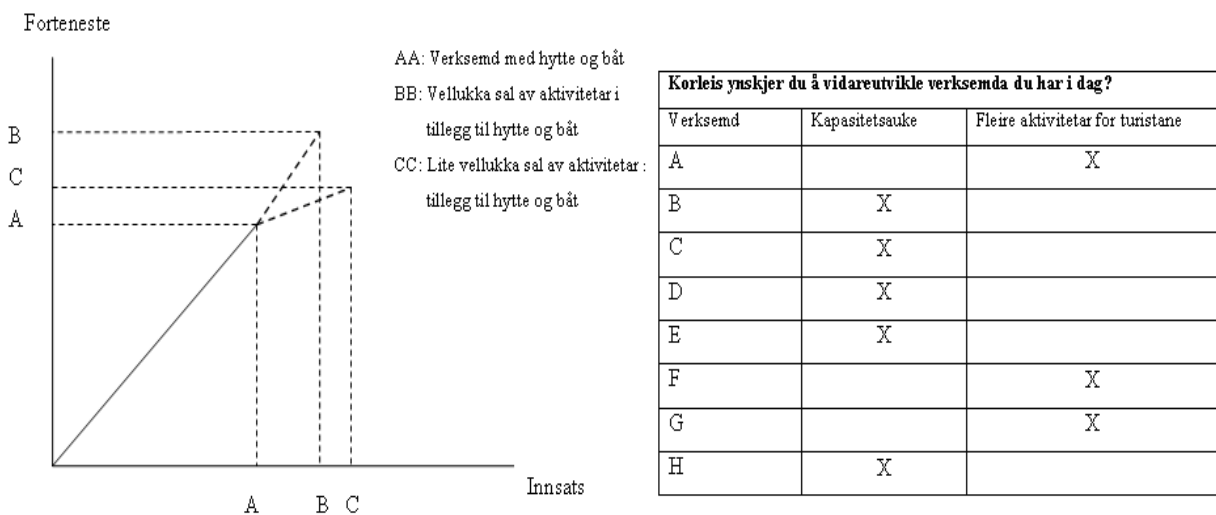 Forteneste
B
C
A
A
B
C
Innsats
AA: Verksemd med hytte og båt
BB: Vellukka sal av aktivitetar i
tillegg til hytte og båt
CC: Lite vellukka sal av aktivitetar :
tillegg til hytte og båt
Korleis ynskjer du å vidareutvikle verksemda du har i dag?
Verksemd Kapasitetsauke Fleire aktivitetar for turistane
A X
B X
C X
D X
E X
F X
G X
H X